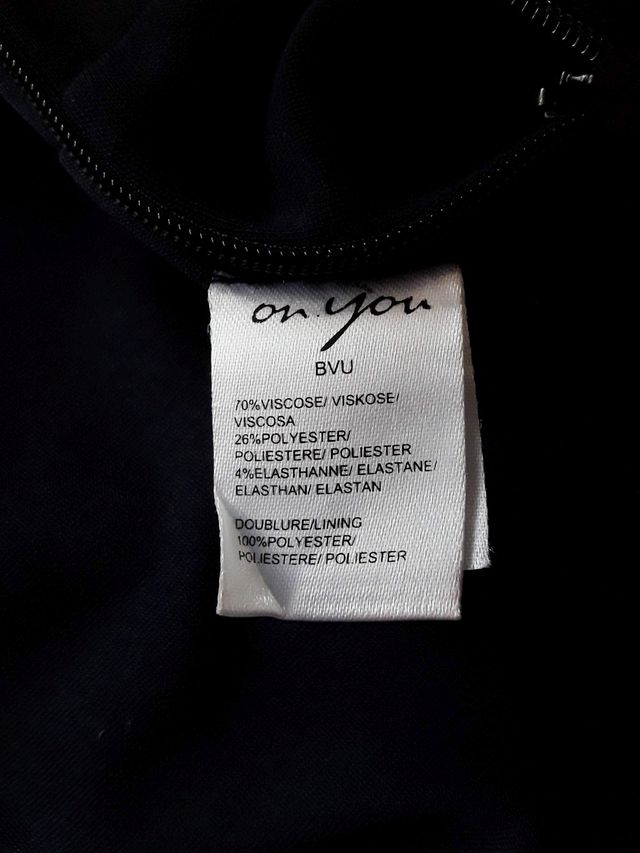 on.you
BVU
70%VISCOSE/ VISKOSE/
VISCOSA
26%POLYESTER/
POLIESTERE/ POLIESTER
4%ELASTHANNE/ ELASTANE/
ELASTHAN/ ELASTAN
DOUBLURE/LINING
100%POLYESTER/
POLIESTERE/ POLIESTER